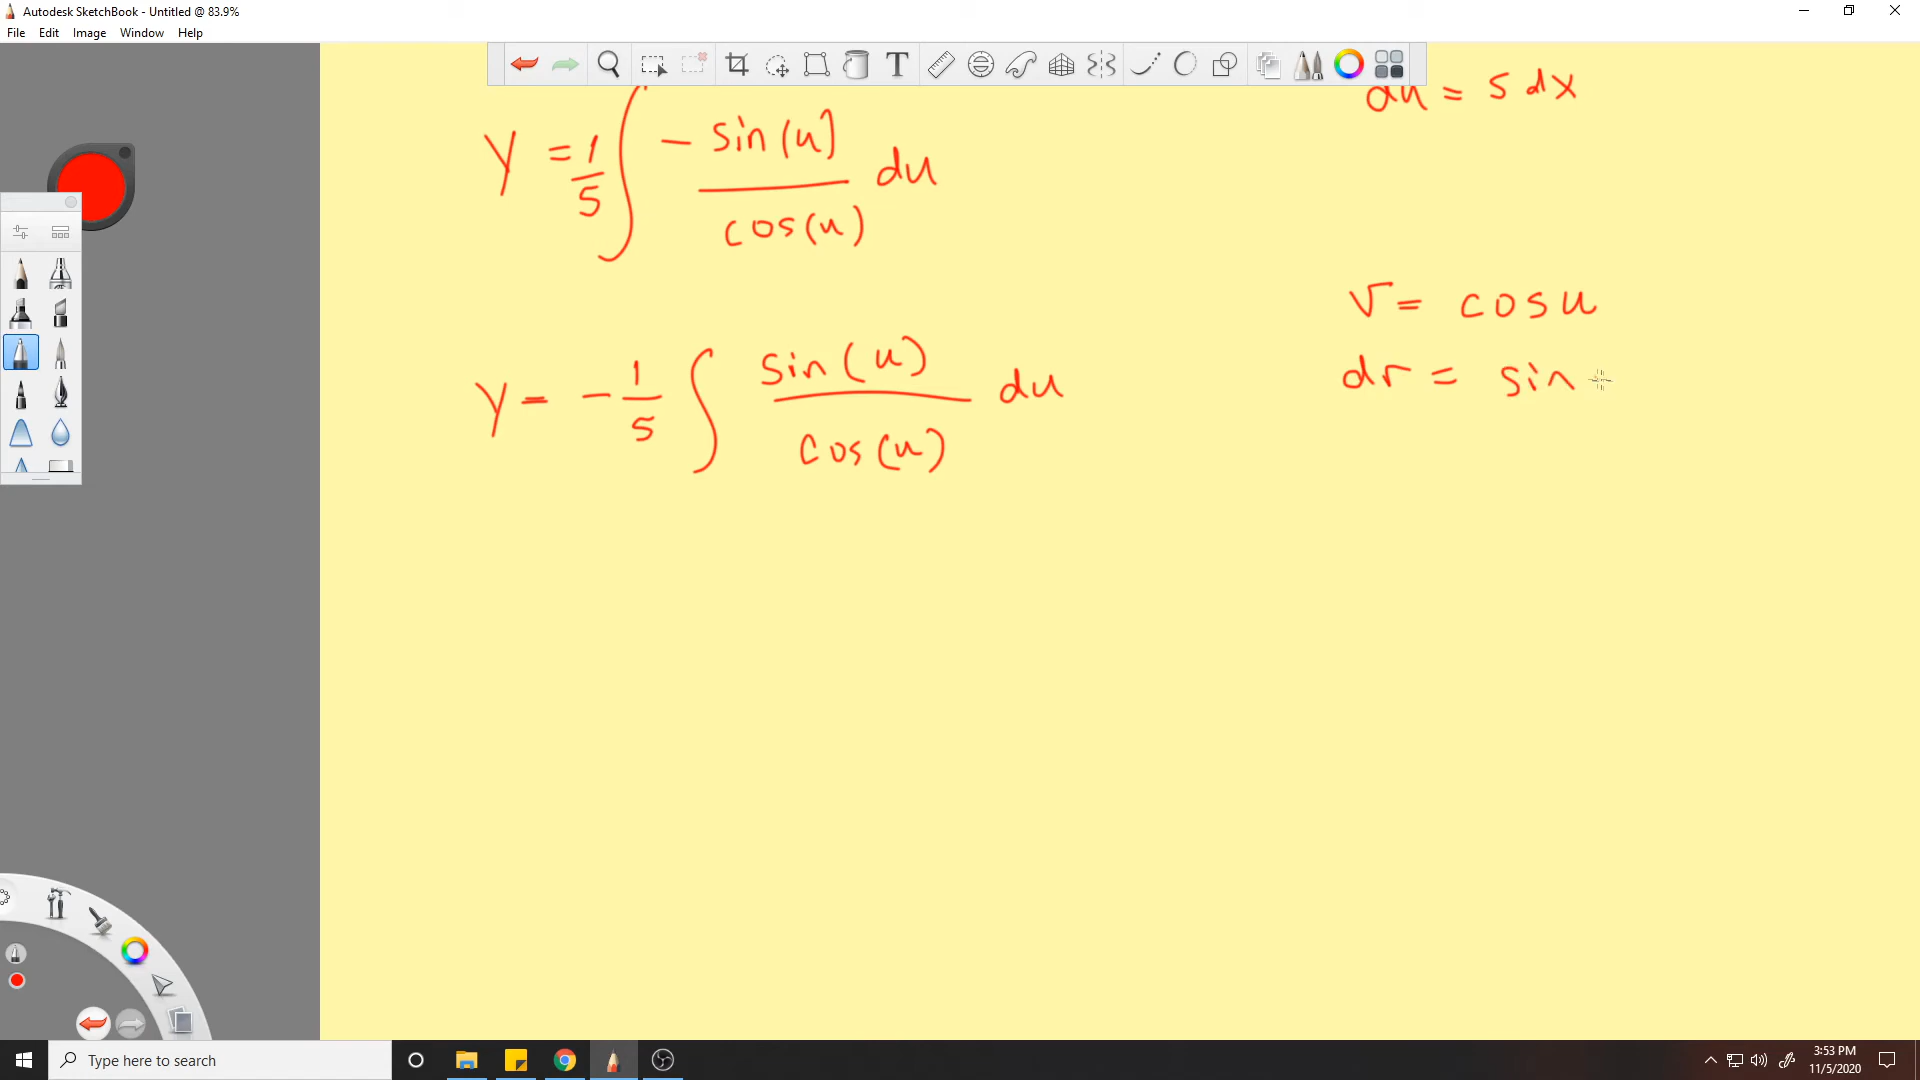 Autodesk SketchBook - Untitled @ 83.9%
File Edit Image Window Help
T
du = 5 dx
y = 1/5 ∫ - sin(u) / cos(u) du
v = cos u
y = - 1/5 ∫ sin(u) / cos(u) du
dv = sin
Type here to search
3:53 PM
11/5/2020